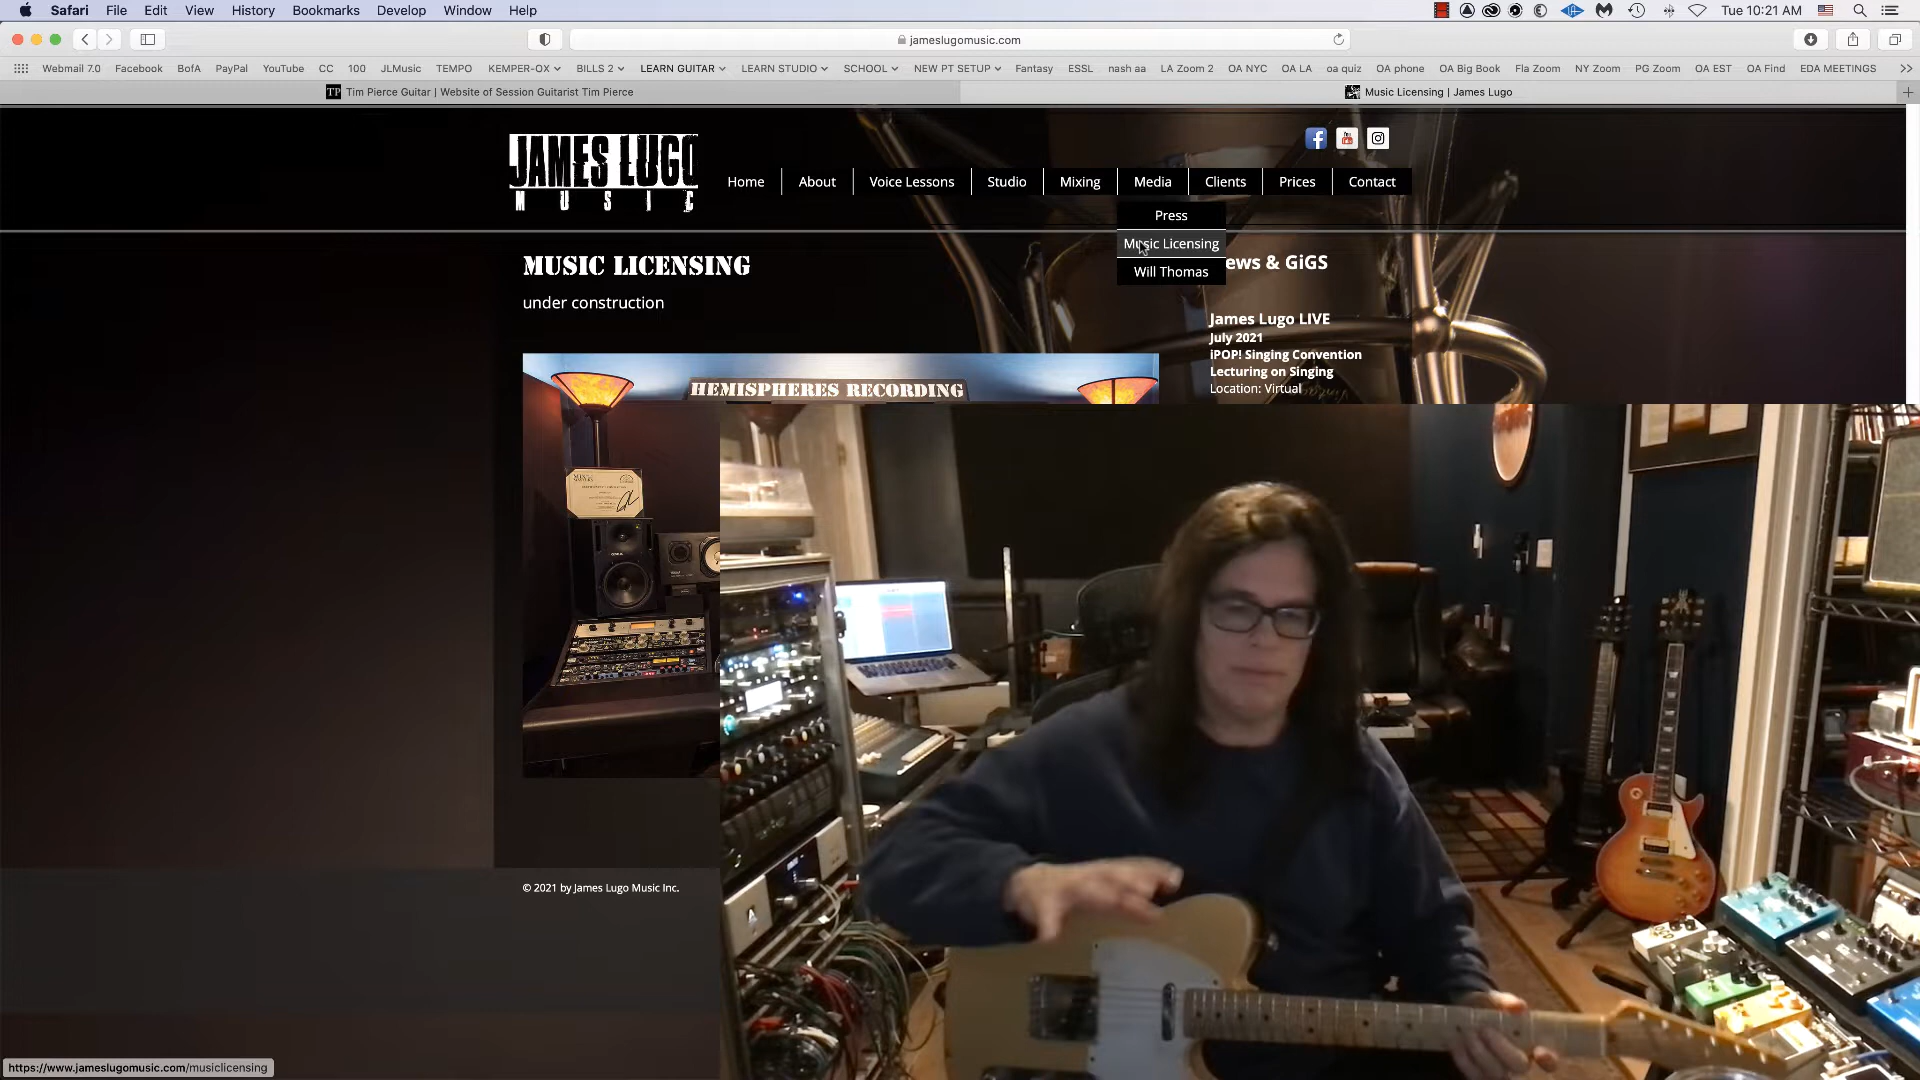 Safari File Edit View History Bookmarks Develop Window Help Tue 10:21 AM
jameslugomusic.com
Webmail 7.0 Facebook BofA PayPal YouTube CC 100 JLMusic TEMPO KEMPER-OX BILLS 2 LEARN GUITAR LEARN STUDIO SCHOOL NEW PT SETUP Fantasy ESSL nash aa LA Zoom 2 OA NYC OA LA oa quiz OA phone OA Big Book Fla Zoom NY Zoom PG Zoom OA EST OA Find EDA MEETINGS
TP Tim Pierce Guitar | Website of Session Guitarist Tim Pierce Music Licensing | James Lugo
JAMES LUGO
MUSIC
Home About Voice Lessons Studio Mixing Media Clients Prices Contact
Press
Music Licensing
Will Thomas
MUSIC LICENSING
under construction
ews & GiGS
James Lugo LIVE
July 2021
iPOP! Singing Convention
Lecturing on Singing
Location: Virtual
HEMISPHERES RECORDING
© 2021 by James Lugo Music Inc.
https://www.jameslugomusic.com/musiclicensing